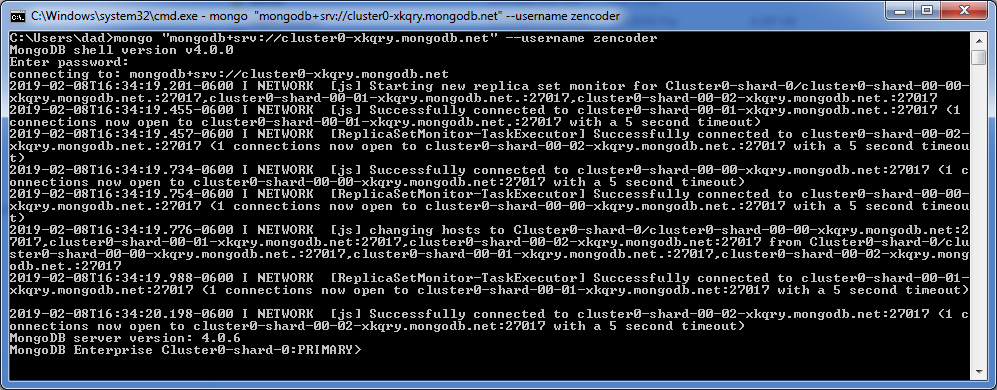 C:\Windows\system32\cmd.exe - mongo "mongodb+srv://cluster0-xkqry.mongodb.net" --username zencoder
C:\Users\dad>mongo "mongodb+srv://cluster0-xkqry.mongodb.net" --username zencoder
MongoDB shell version v4.0.0
Enter password:
connecting to: mongodb+srv://cluster0-xkqry.mongodb.net
2019-02-08T16:34:19.201-0600 I NETWORK  [js] Starting new replica set monitor for Cluster0-shard-0/cluster0-shard-00-00-
xkqry.mongodb.net.:27017,cluster0-shard-00-01-xkqry.mongodb.net.:27017,cluster0-shard-00-02-xkqry.mongodb.net.:27017
2019-02-08T16:34:19.455-0600 I NETWORK  [js] Successfully connected to cluster0-shard-00-01-xkqry.mongodb.net.:27017 (1
connections now open to cluster0-shard-00-01-xkqry.mongodb.net.:27017 with a 5 second timeout)
2019-02-08T16:34:19.457-0600 I NETWORK  [ReplicaSetMonitor-TaskExecutor] Successfully connected to cluster0-shard-00-02-
xkqry.mongodb.net.:27017 (1 connections now open to cluster0-shard-00-02-xkqry.mongodb.net.:27017 with a 5 second timeou
t)
2019-02-08T16:34:19.734-0600 I NETWORK  [js] Successfully connected to cluster0-shard-00-00-xkqry.mongodb.net:27017 (1 c
onnections now open to cluster0-shard-00-00-xkqry.mongodb.net:27017 with a 5 second timeout)
2019-02-08T16:34:19.754-0600 I NETWORK  [ReplicaSetMonitor-TaskExecutor] Successfully connected to cluster0-shard-00-00-
xkqry.mongodb.net.:27017 (1 connections now open to cluster0-shard-00-00-xkqry.mongodb.net.:27017 with a 5 second timeou
t)
2019-02-08T16:34:19.776-0600 I NETWORK  [js] changing hosts to Cluster0-shard-0/cluster0-shard-00-00-xkqry.mongodb.net:2
7017,cluster0-shard-00-01-xkqry.mongodb.net:27017,cluster0-shard-00-02-xkqry.mongodb.net:27017 from Cluster0-shard-0/clu
ster0-shard-00-00-xkqry.mongodb.net.:27017,cluster0-shard-00-01-xkqry.mongodb.net.:27017,cluster0-shard-00-02-xkqry.mong
odb.net.:27017
2019-02-08T16:34:19.988-0600 I NETWORK  [ReplicaSetMonitor-TaskExecutor] Successfully connected to cluster0-shard-00-01-
xkqry.mongodb.net:27017 (1 connections now open to cluster0-shard-00-01-xkqry.mongodb.net:27017 with a 5 second timeout)
2019-02-08T16:34:20.198-0600 I NETWORK  [js] Successfully connected to cluster0-shard-00-02-xkqry.mongodb.net:27017 (1 c
onnections now open to cluster0-shard-00-02-xkqry.mongodb.net:27017 with a 5 second timeout)
MongoDB server version: 4.0.6
MongoDB Enterprise Cluster0-shard-0:PRIMARY>